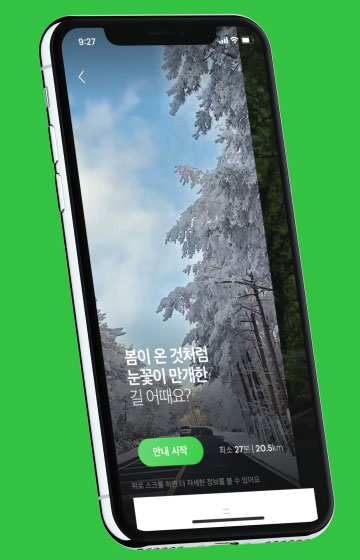 9:27
봄이 온 것처럼
눈꽃이 만개한
길 어때요?
안내 시작
최소 27분 | 20.5km
위로 스크롤 하면 더 자세한 정보를 볼 수 있어요